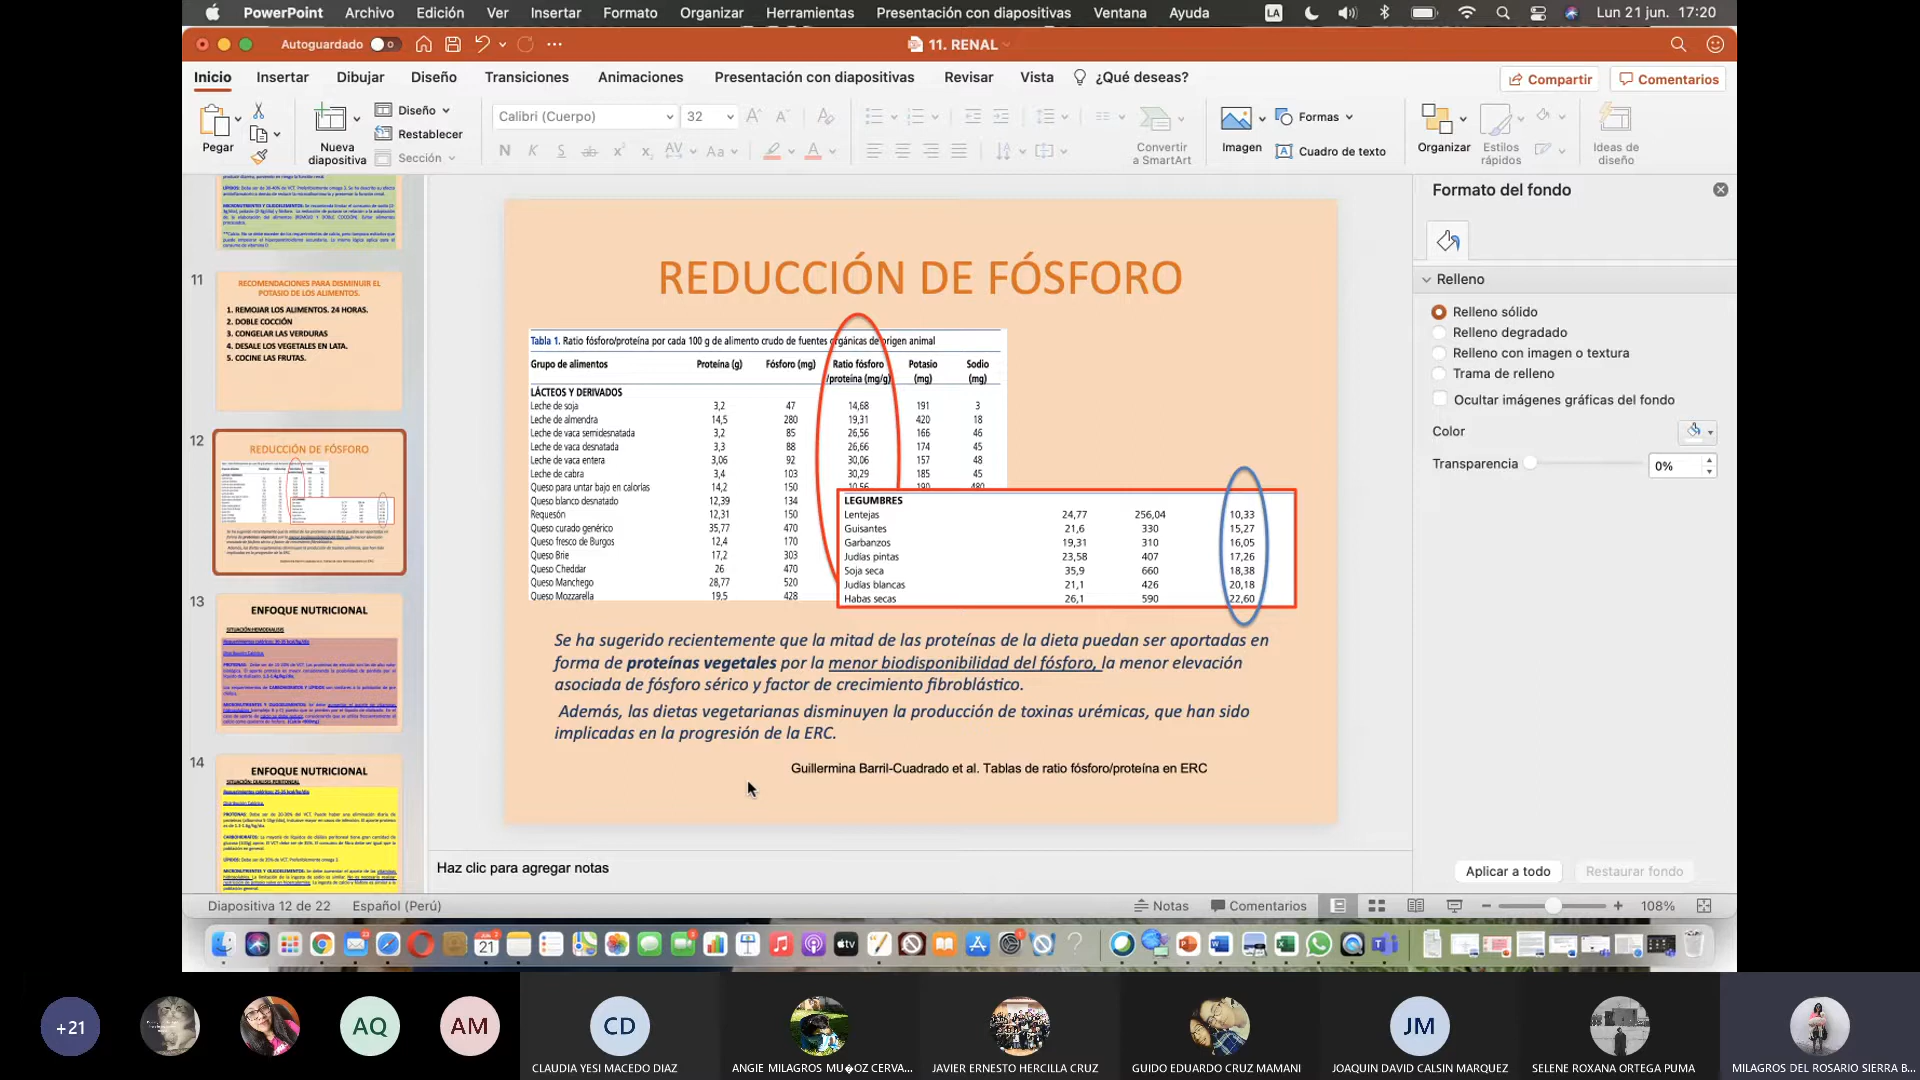 PowerPoint Archivo Edición Ver Insertar Formato Organizar Herramientas Presentación con diapositivas Ventana Ayuda LA Lun 21 jun. 17:20
Autoguardado 11. RENAL
Inicio Insertar Dibujar Diseño Transiciones Animaciones Presentación con diapositivas Revisar Vista ¿Qué deseas? Compartir Comentarios
Pegar
Nueva diapositiva
Diseño
Restablecer
Sección
Calibri (Cuerpo) 32
N K S
Convertir a SmartArt
Imagen
Formas
Cuadro de texto
Organizar
Estilos rápidos
Ideas de diseño
11
RECOMENDACIONES PARA DISMINUIR EL
POTASIO DE LOS ALIMENTOS.
1. REMOJAR LOS ALIMENTOS. 24 HORAS.
2. DOBLE COCCIÓN
3. CONGELAR LAS VERDURAS
4. DESALE LOS VEGETALES EN LATA.
5. COCINE LAS FRUTAS.
12
REDUCCIÓN DE FÓSFORO
13
ENFOQUE NUTRICIONAL
SITUACIÓN:HEMODIALISIS
14
ENFOQUE NUTRICIONAL
SITUACIÓN: DIALISIS PERITONEAL
REDUCCIÓN DE FÓSFORO
Tabla 1. Ratio fósforo/proteína por cada 100 g de alimento crudo de fuentes orgánicas de origen animal
Grupo de alimentos Proteína (g) Fósforo (mg) Ratio fósforo /proteína (mg/g) Potasio (mg) Sodio (mg)
LÁCTEOS Y DERIVADOS
Leche de soja 3,2 47 14,68 191 3
Leche de almendra 14,5 280 19,31 420 18
Leche de vaca semidesnatada 3,2 85 26,56 166 46
Leche de vaca desnatada 3,3 88 26,66 174 45
Leche de vaca entera 3,06 92 30,06 157 48
Leche de cabra 3,4 103 30,29 185 45
Queso para untar bajo en calorías 14,2 150 10,56 190 480
Queso blanco desnatado 12,39 134
Requesón 12,31 150
Queso curado genérico 35,77 470
Queso fresco de Burgos 12,4 170
Queso Brie 17,2 303
Queso Cheddar 26 470
Queso Manchego 28,77 520
Queso Mozzarella 19,5 428
LEGUMBRES
Lentejas 24,77 256,04 10,33
Guisantes 21,6 330 15,27
Garbanzos 19,31 310 16,05
Judías pintas 23,58 407 17,26
Soja seca 35,9 660 18,38
Judías blancas 21,1 426 20,18
Habas secas 26,1 590 22,60
Se ha sugerido recientemente que la mitad de las proteínas de la dieta puedan ser aportadas en
forma de proteínas vegetales por la menor biodisponibilidad del fósforo, la menor elevación
asociada de fósforo sérico y factor de crecimiento fibroblástico.
Además, las dietas vegetarianas disminuyen la producción de toxinas urémicas, que han sido
implicadas en la progresión de la ERC.
Guillermina Barril-Cuadrado et al. Tablas de ratio fósforo/proteína en ERC
Haz clic para agregar notas
Formato del fondo
Relleno
Relleno sólido
Relleno degradado
Relleno con imagen o textura
Trama de relleno
Ocultar imágenes gráficas del fondo
Color
Transparencia 0%
Aplicar a todo Restaurar fondo
Diapositiva 12 de 22 Español (Perú) Notas Comentarios 108%
+21 AQ AM CD JM
CLAUDIA YESI MACEDO DIAZ
ANGIE MILAGROS MU�OZ CERVA...
JAVIER ERNESTO HERCILLA CRUZ
GUIDO EDUARDO CRUZ MAMANI
JOAQUIN DAVID CALSIN MARQUEZ
SELENE ROXANA ORTEGA PUMA
MILAGROS DEL ROSARIO SIERRA B...